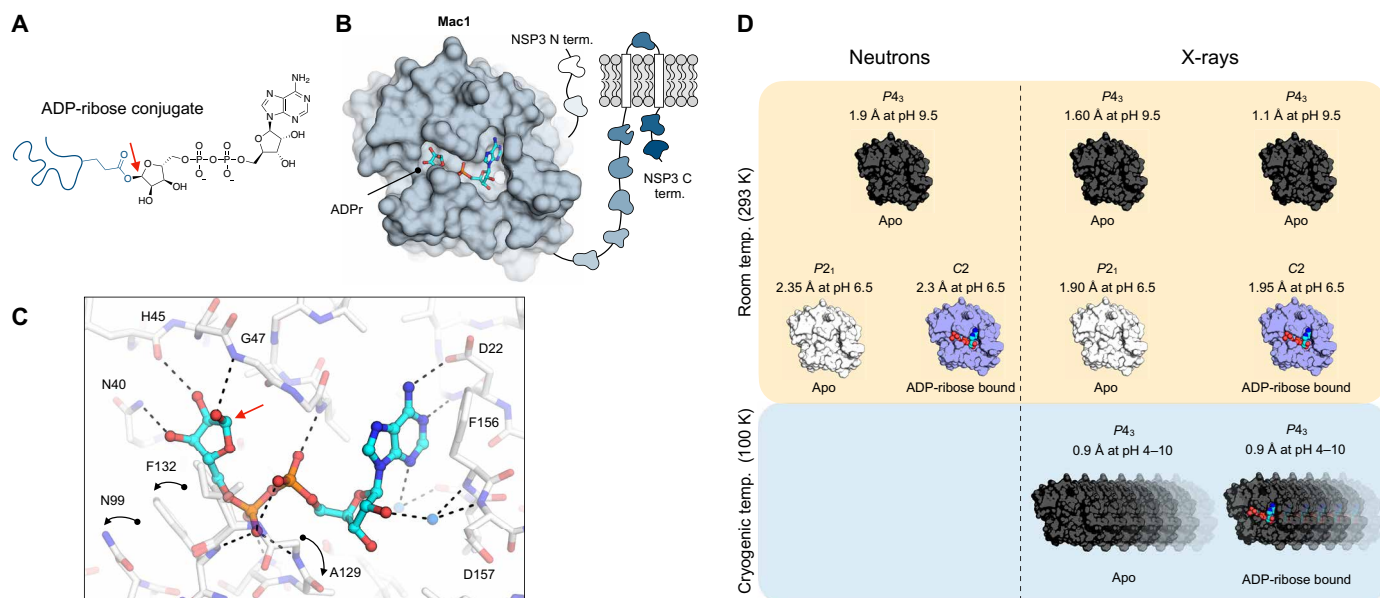 A
ADP-ribose conjugate
NH₂
N
N
N
N
O
O
O
O
O
P
O
P
O
O
O⁻
O⁻
OH
OH
HO
OH
B
Mac1
NSP3 N term.
NSP3 C
term.
ADPr
C
H45
G47
D22
N40
F156
F132
N99
A129
D157
D
Neutrons
X-rays
Room temp. (293 K)
P4₃
1.9 Å at pH 9.5
Apo
P4₃
1.60 Å at pH 9.5
Apo
P4₃
1.1 Å at pH 9.5
Apo
P2₁
2.35 Å at pH 6.5
Apo
C2
2.3 Å at pH 6.5
ADP-ribose bound
P2₁
1.90 Å at pH 6.5
Apo
C2
1.95 Å at pH 6.5
ADP-ribose bound
Cryogenic temp. (100 K)
P4₃
0.9 Å at pH 4–10
Apo
P4₃
0.9 Å at pH 4–10
ADP-ribose bound